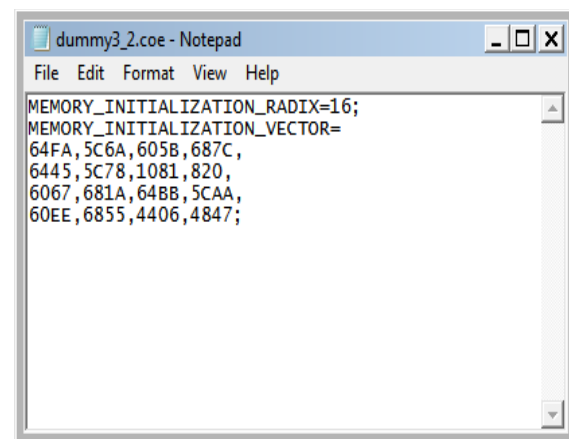 dummy3_2.coe - Notepad
File Edit Format View Help
MEMORY_INITIALIZATION_RADIX=16;
MEMORY_INITIALIZATION_VECTOR=
64FA,5C6A,605B,687C,
6445,5C78,1081,820,
6067,681A,64BB,5CAA,
60EE,6855,4406,4847;